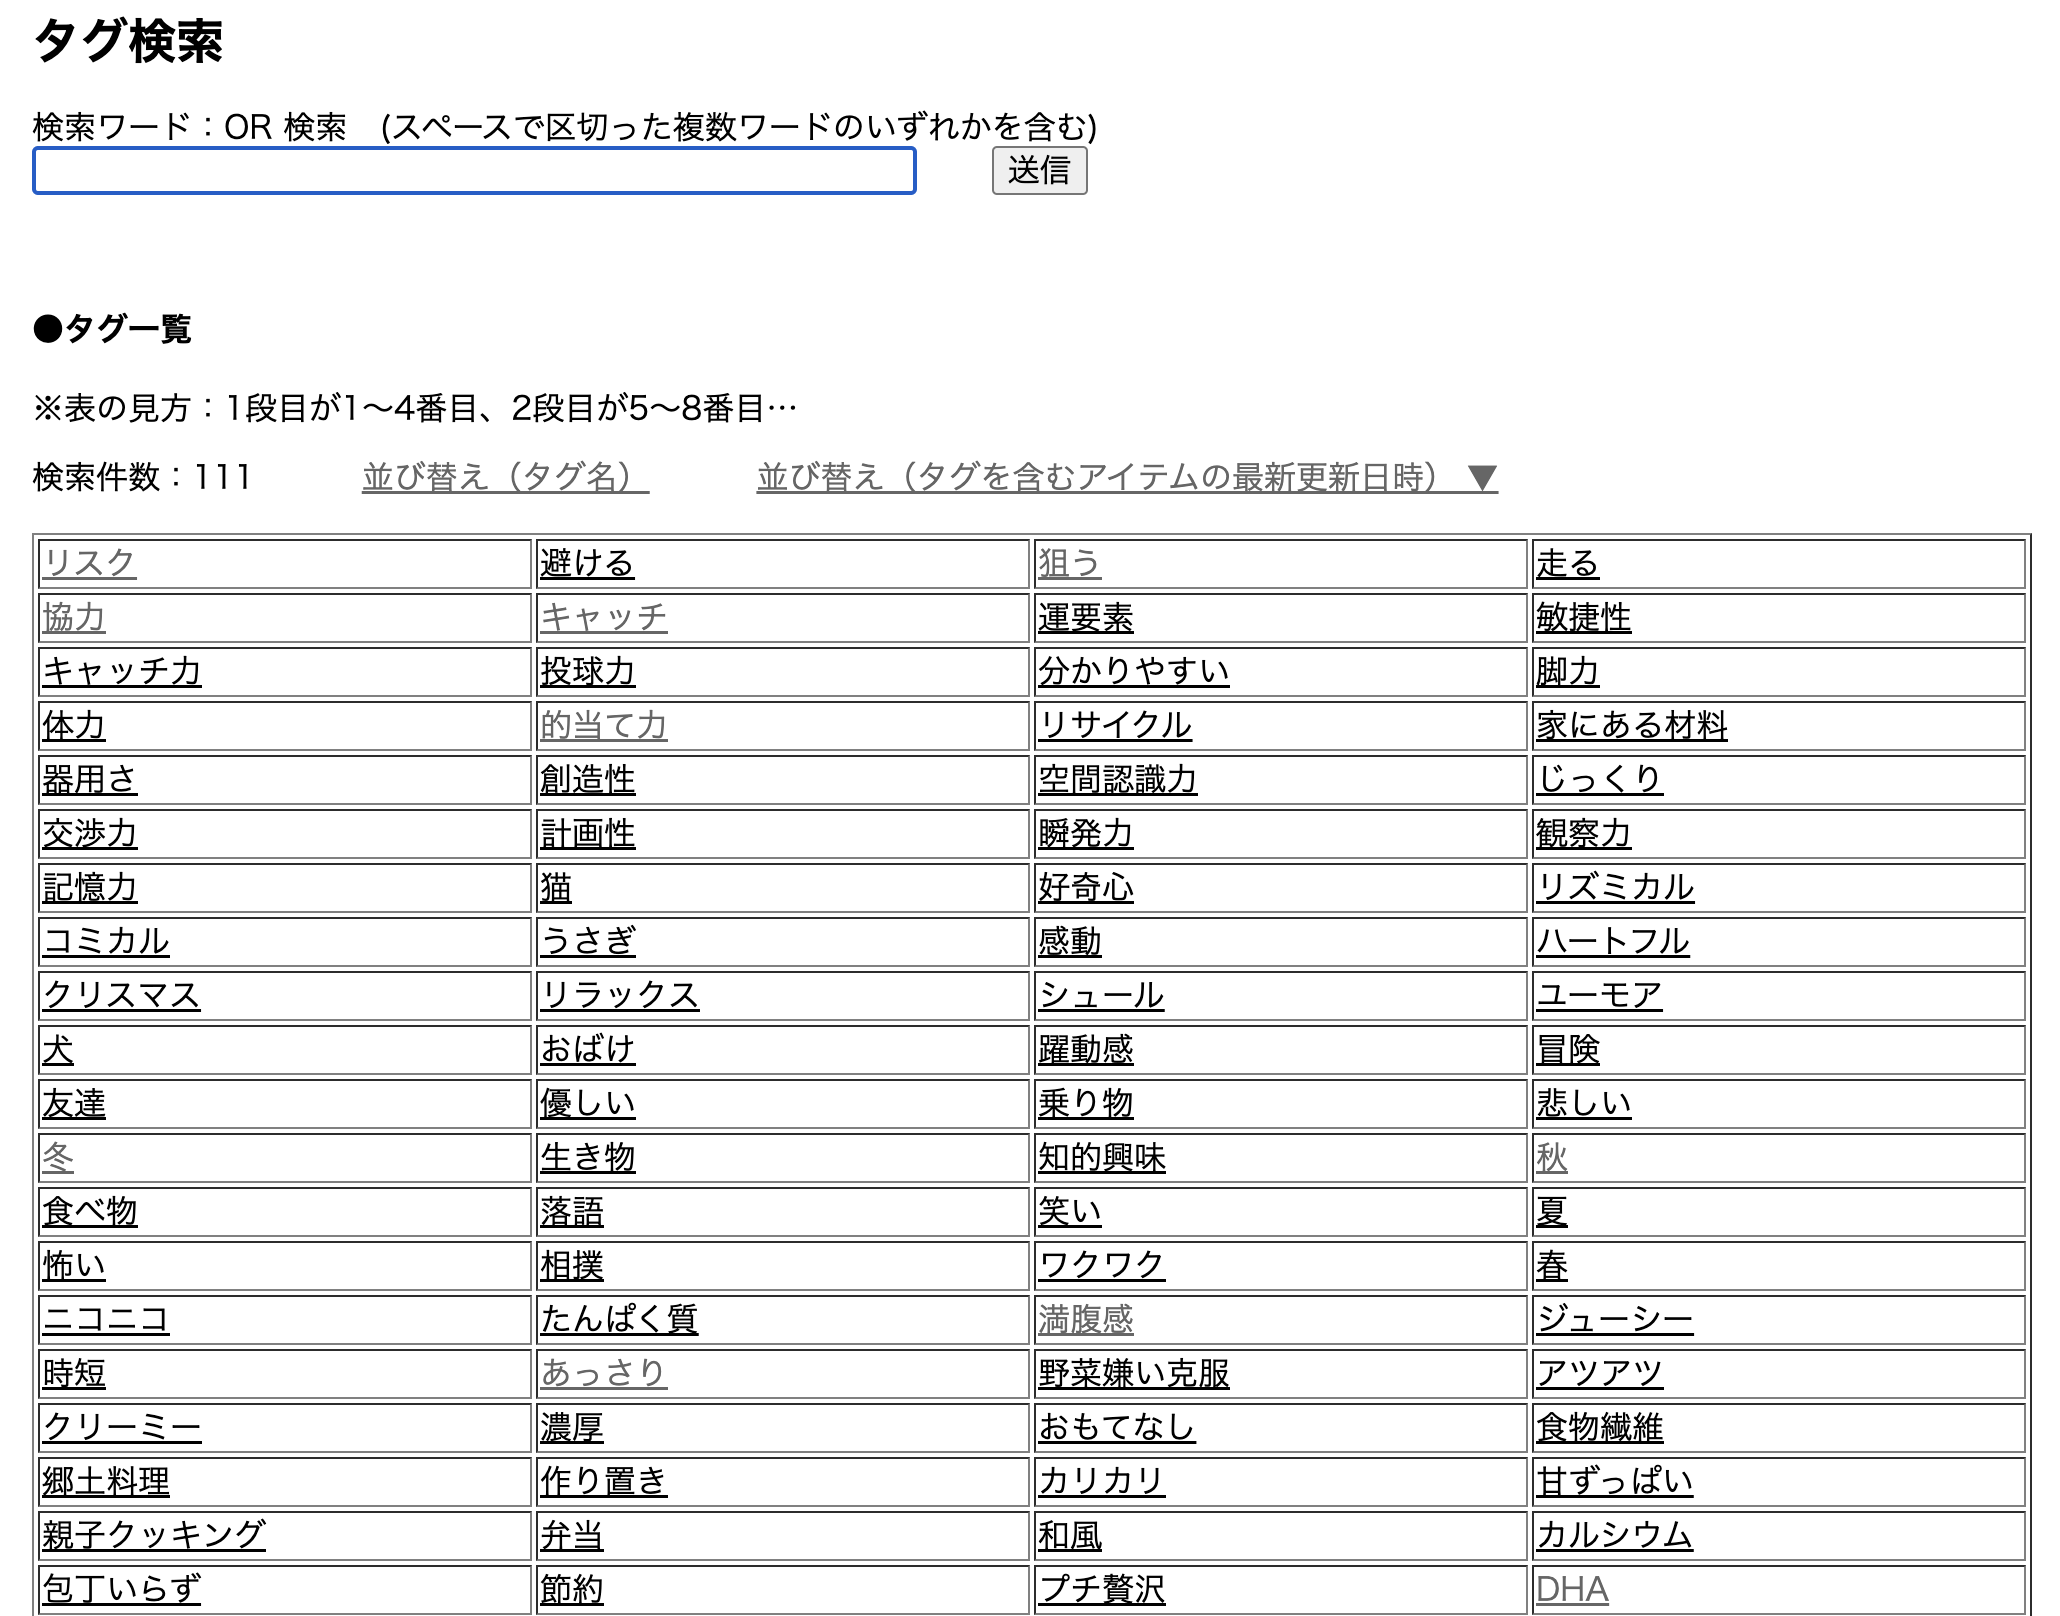 タグ検索
検索ワード：OR 検索　(スペースで区切った複数ワードのいずれかを含む)
送信
●タグ一覧
※表の見方：1段目が1〜4番目、2段目が5〜8番目…
検索件数：111　並び替え（タグ名）　並び替え（タグを含むアイテムの最新更新日時） ▼
リスク 避ける 狙う 走る
協力 キャッチ 運要素 敏捷性
キャッチ力 投球力 分かりやすい 脚力
体力 的当て力 リサイクル 家にある材料
器用さ 創造性 空間認識力 じっくり
交渉力 計画性 瞬発力 観察力
記憶力 猫 好奇心 リズミカル
コミカル うさぎ 感動 ハートフル
クリスマス リラックス シュール ユーモア
犬 おばけ 躍動感 冒険
友達 優しい 乗り物 悲しい
冬 生き物 知的興味 秋
食べ物 落語 笑い 夏
怖い 相撲 ワクワク 春
ニコニコ たんぱく質 満腹感 ジューシー
時短 あっさり 野菜嫌い克服 アツアツ
クリーミー 濃厚 おもてなし 食物繊維
郷土料理 作り置き カリカリ 甘ずっぱい
親子クッキング 弁当 和風 カルシウム
包丁いらず 節約 プチ贅沢 DHA